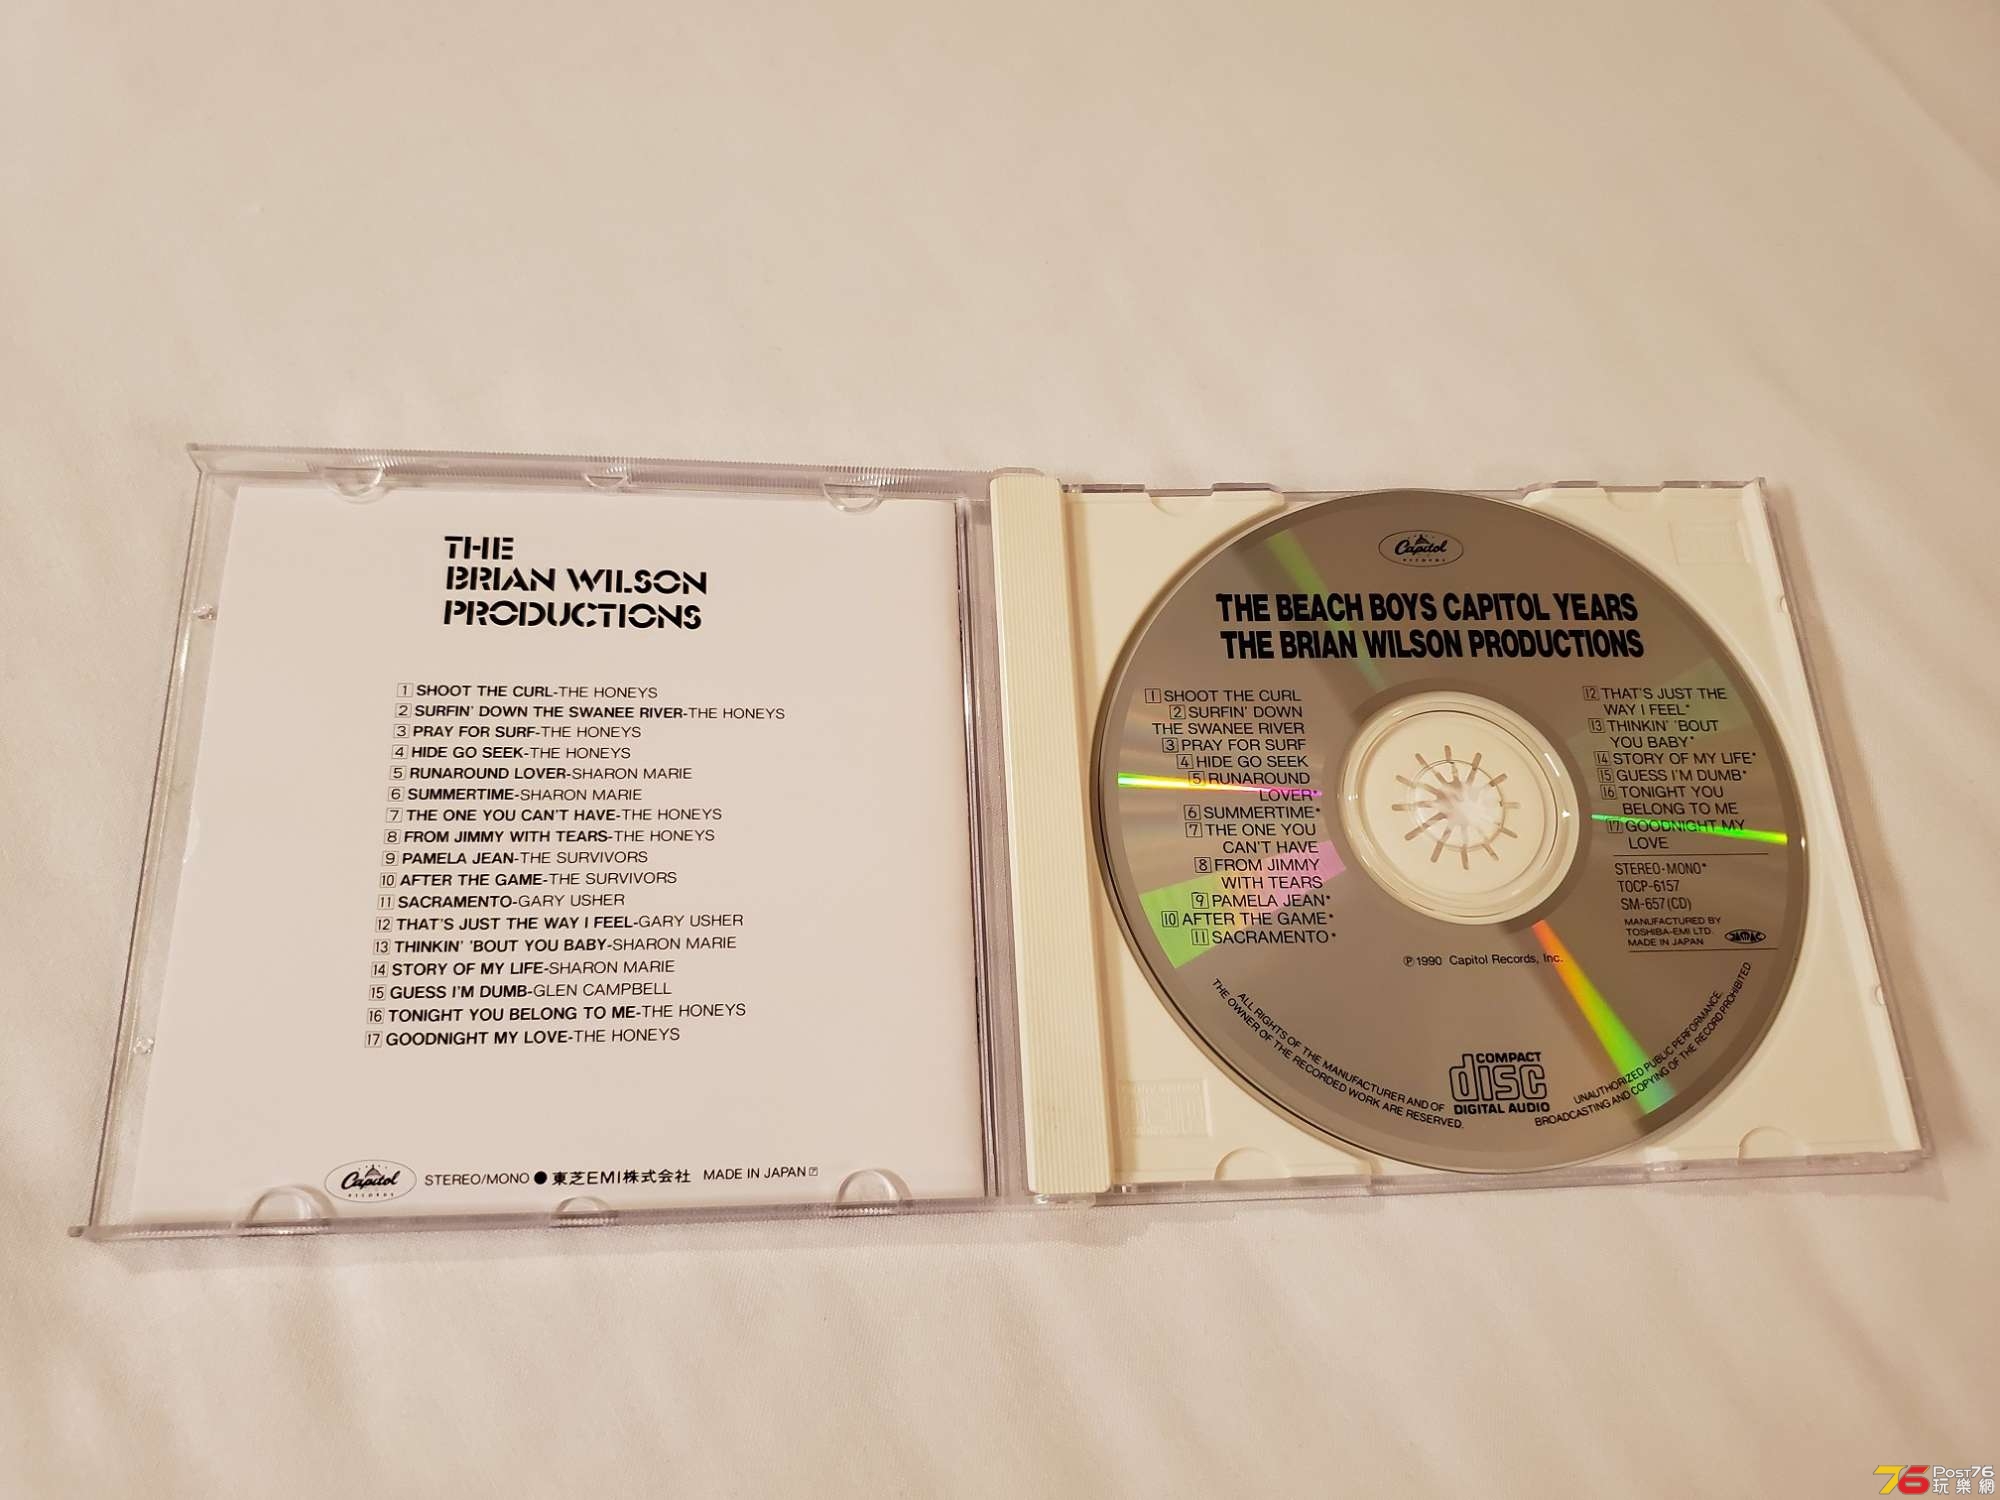 THE
BRIAN WILSON
PRODUCTIONS
1 SHOOT THE CURL-THE HONEYS
2 SURFIN' DOWN THE SWANEE RIVER-THE HONEYS
3 PRAY FOR SURF-THE HONEYS
4 HIDE GO SEEK-THE HONEYS
5 RUNAROUND LOVER-SHARON MARIE
6 SUMMERTIME-SHARON MARIE
7 THE ONE YOU CAN'T HAVE-THE HONEYS
8 FROM JIMMY WITH TEARS-THE HONEYS
9 PAMELA JEAN-THE SURVIVORS
10 AFTER THE GAME-THE SURVIVORS
11 SACRAMENTO-GARY USHER
12 THAT'S JUST THE WAY I FEEL-GARY USHER
13 THINKIN' 'BOUT YOU BABY-SHARON MARIE
14 STORY OF MY LIFE-SHARON MARIE
15 GUESS I'M DUMB-GLEN CAMPBELL
16 TONIGHT YOU BELONG TO ME-THE HONEYS
17 GOODNIGHT MY LOVE-THE HONEYS
Capitol
RECORDS
STEREO/MONO ● 東芝EMI株式会社 MADE IN JAPAN
Capitol
RECORDS
THE BEACH BOYS CAPITOL YEARS
THE BRIAN WILSON PRODUCTIONS
1 SHOOT THE CURL
2 SURFIN' DOWN
THE SWANEE RIVER
3 PRAY FOR SURF
4 HIDE GO SEEK
5 RUNAROUND
LOVER*
6 SUMMERTIME*
7 THE ONE YOU
CAN'T HAVE
8 FROM JIMMY
WITH TEARS
9 PAMELA JEAN*
10 AFTER THE GAME*
11 SACRAMENTO*
12 THAT'S JUST THE
WAY I FEEL*
13 THINKIN' 'BOUT
YOU BABY*
14 STORY OF MY LIFE*
15 GUESS I'M DUMB*
16 TONIGHT YOU
BELONG TO ME
17 GOODNIGHT MY
LOVE
STEREO-MONO*
TOCP-6157
SM-657(CD)
MANUFACTURED BY
TOSHIBA-EMI LTD.
MADE IN JAPAN
℗ 1990 Capitol Records, Inc.
ALL RIGHTS OF THE MANUFACTURER AND OF
THE OWNER OF THE RECORDED WORK ARE RESERVED.
COMPACT
disc
DIGITAL AUDIO
UNAUTHORIZED PUBLIC PERFORMANCE,
BROADCASTING AND COPYING OF THE RECORD PROHIBITED
76 POST76
玩樂網